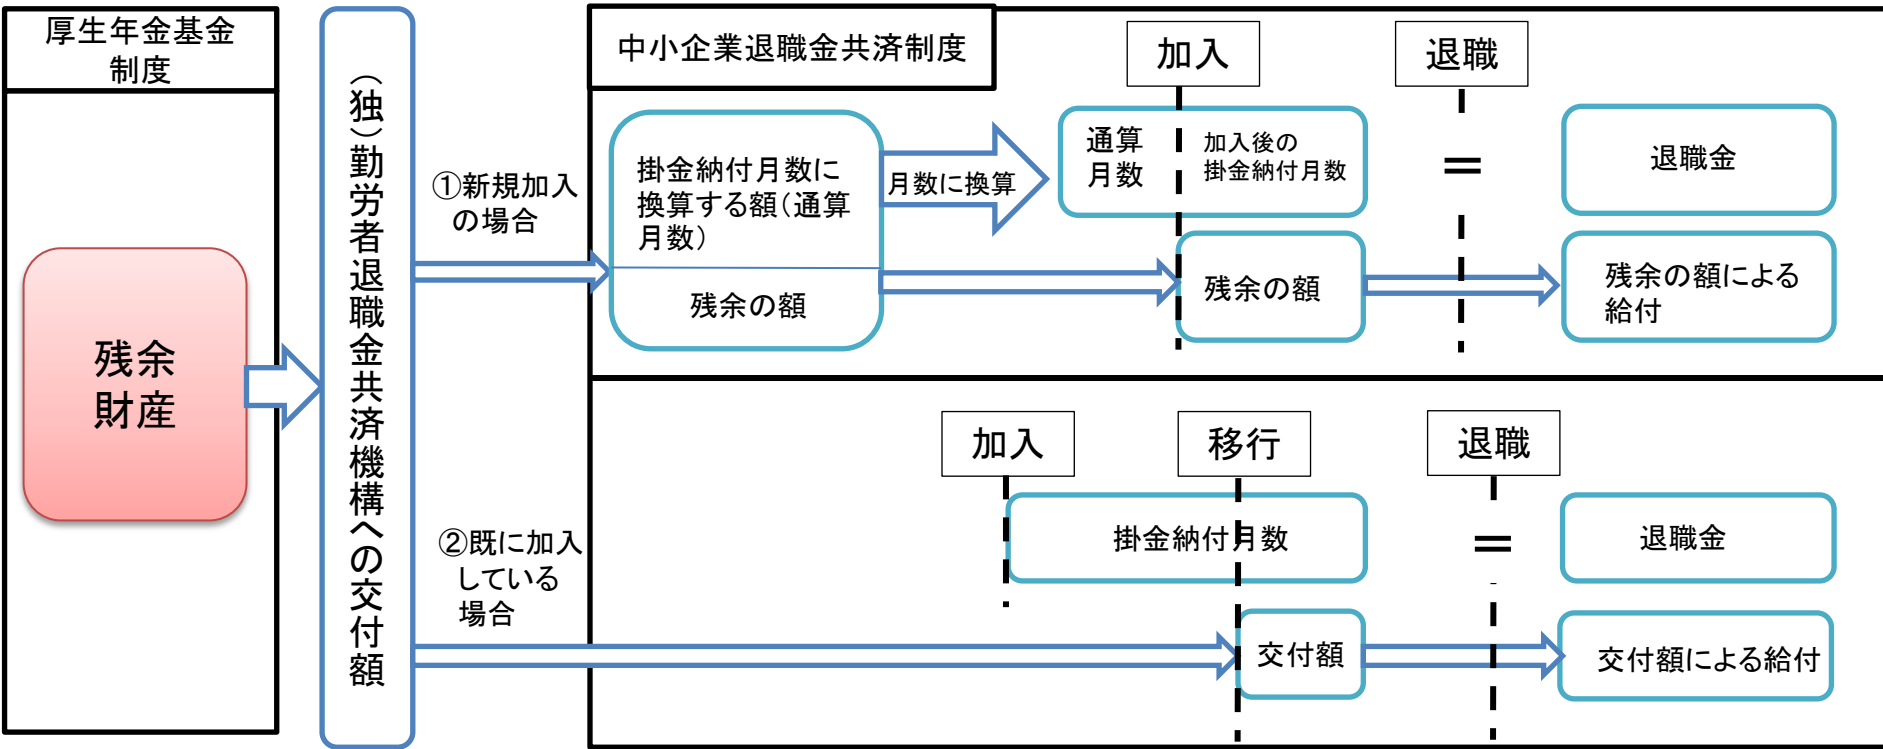 厚生年金基金
制度
残余
財産
（独）勤労者退職金共済機構への交付額
①新規加入
の場合
②既に加入
している
場合
中小企業退職金共済制度
加入
退職
掛金納付月数に
換算する額（通算
月数）
残余の額
月数に換算
通算
月数
加入後の
掛金納付月数
＝
退職金
残余の額
残余の額による
給付
加入
移行
退職
掛金納付月数
＝
退職金
交付額
交付額による給付